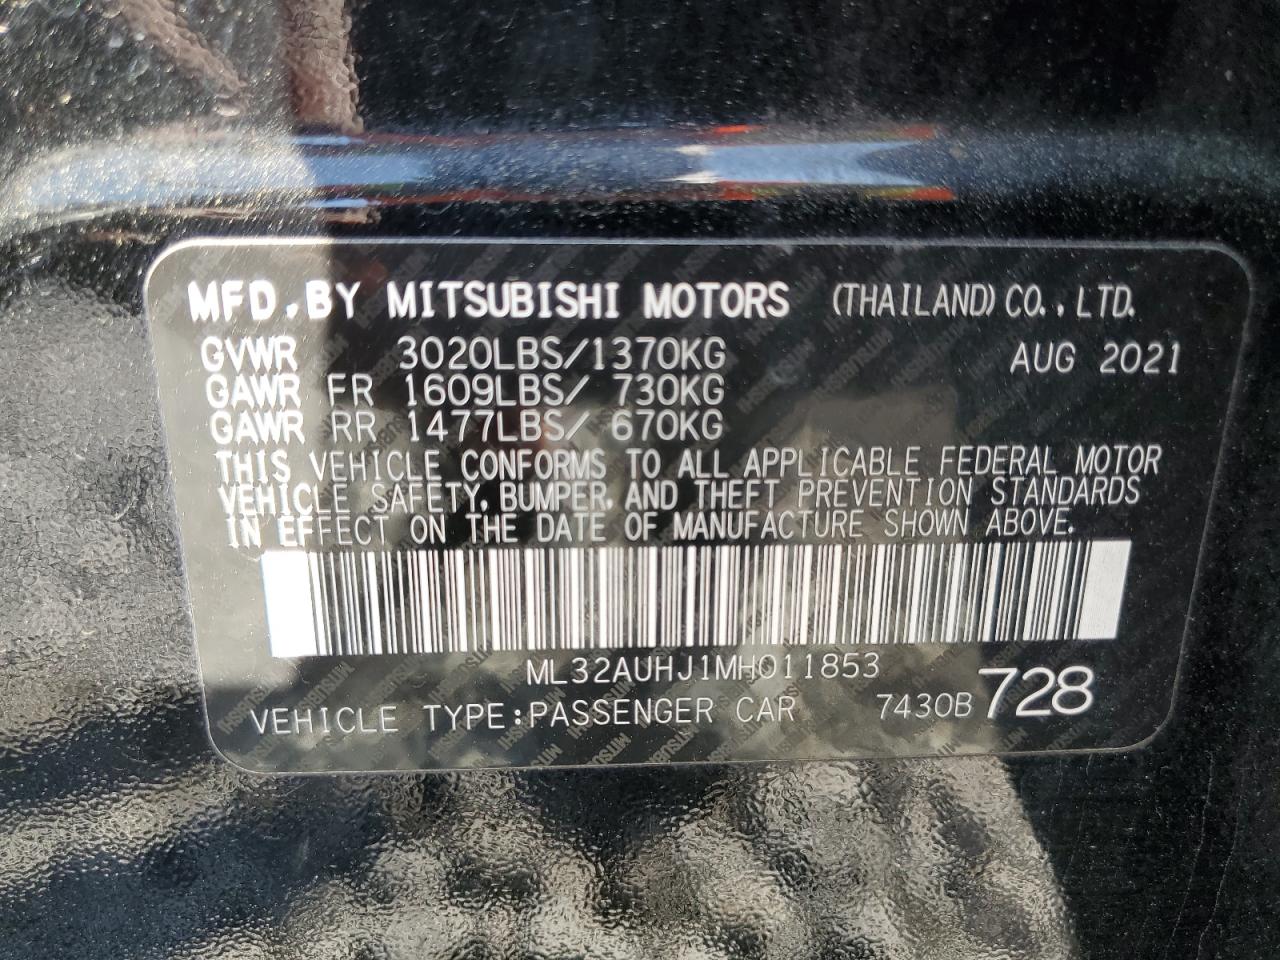 MFD. BY MITSUBISHI MOTORS (THAILAND) CO., LTD.
GVWR 3020LBS/1370KG AUG 2021
GAWR FR 1609LBS/ 730KG
GAWR RR 1477LBS/ 670KG
THIS VEHICLE CONFORMS TO ALL APPLICABLE FEDERAL MOTOR
VEHICLE SAFETY, BUMPER, AND THEFT PREVENTION STANDARDS
IN EFFECT ON THE DATE OF MANUFACTURE SHOWN ABOVE.
ML32AUHJ1MH011853
VEHICLE TYPE:PASSENGER CAR 7430B 728